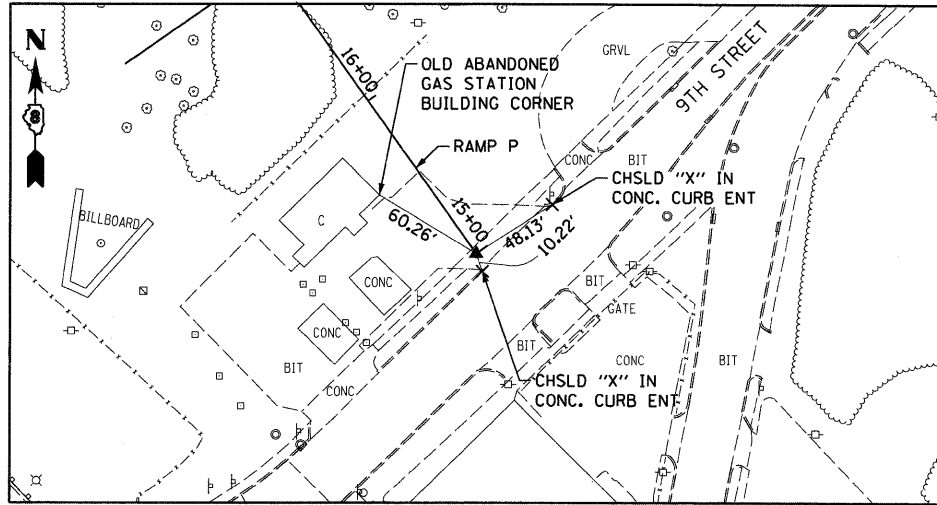 N
8
16+00
OLD ABANDONED
GAS STATION
BUILDING CORNER
RAMP P
GRVL
9TH STREET
CONC
BIT
CHSLD "X" IN
CONC. CURB ENT
BILLBOARD
C
60.26'
15+00
48.13'
10.22'
CONC
CONC
BIT
CONC
BIT
GATE
BIT
CONC
BIT
CHSLD "X" IN
CONC. CURB ENT